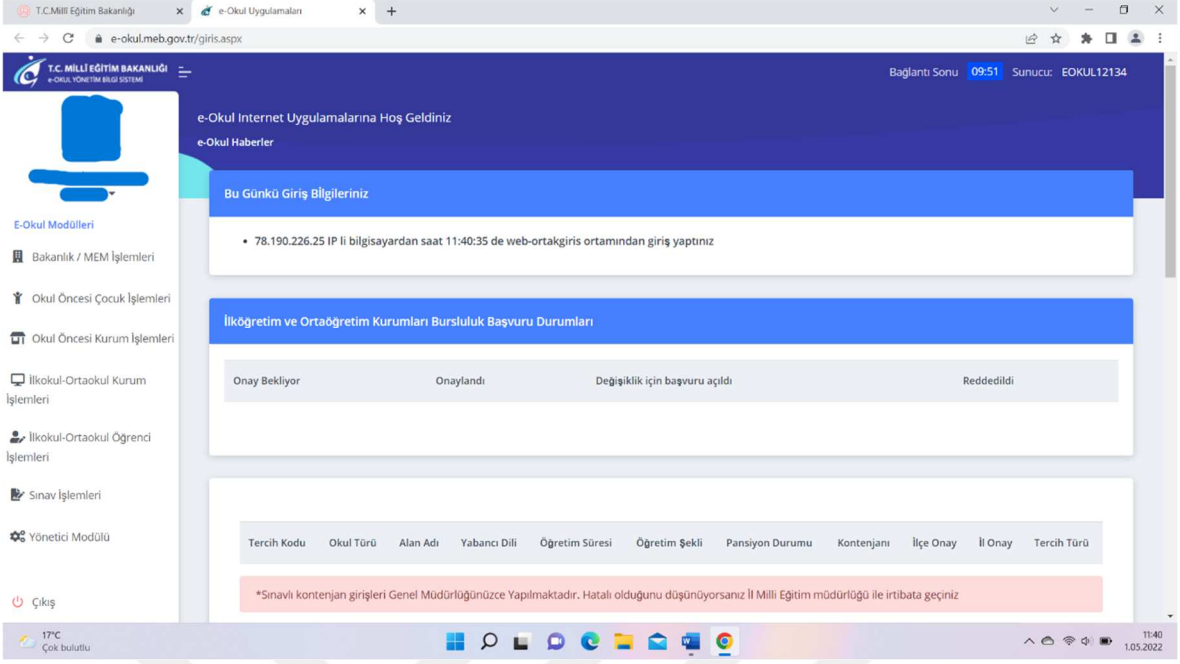 T.C.Millî Eğitim Bakanlığı
e-Okul Uygulamaları
e-okul.meb.gov.tr/giris.aspx
T.C. MİLLÎ EĞİTİM BAKANLIĞI
e-OKUL YÖNETİM BİLGİ SİSTEMİ
Bağlantı Sonu 09:51 Sunucu: EOKUL12134
e-Okul Internet Uygulamalarına Hoş Geldiniz
e-Okul Haberler
Bu Günkü Giriş Bİlgileriniz
• 78.190.226.25 IP li bilgisayardan saat 11:40:35 de web-ortakgiris ortamından giriş yaptınız
E-Okul Modülleri
Bakanlık / MEM İşlemleri
Okul Öncesi Çocuk İşlemleri
Okul Öncesi Kurum İşlemleri
İlkokul-Ortaokul Kurum
İşlemleri
İlkokul-Ortaokul Öğrenci
İşlemleri
Sınav İşlemleri
Yönetici Modülü
Çıkış
İlköğretim ve Ortaöğretim Kurumları Bursluluk Başvuru Durumları
Onay Bekliyor Onaylandı Değişiklik için başvuru açıldı Reddedildi
Tercih Kodu Okul Türü Alan Adı Yabancı Dili Öğretim Süresi Öğretim Şekli Pansiyon Durumu Kontenjanı İlçe Onay İl Onay Tercih Türü
*Sınavlı kontenjan girişleri Genel Müdürlüğünüzce Yapılmaktadır. Hatalı olduğunu düşünüyorsanız İl Milli Eğitim müdürlüğü ile irtibata geçiniz
17°C
Çok bulutlu
11:40
1.05.2022